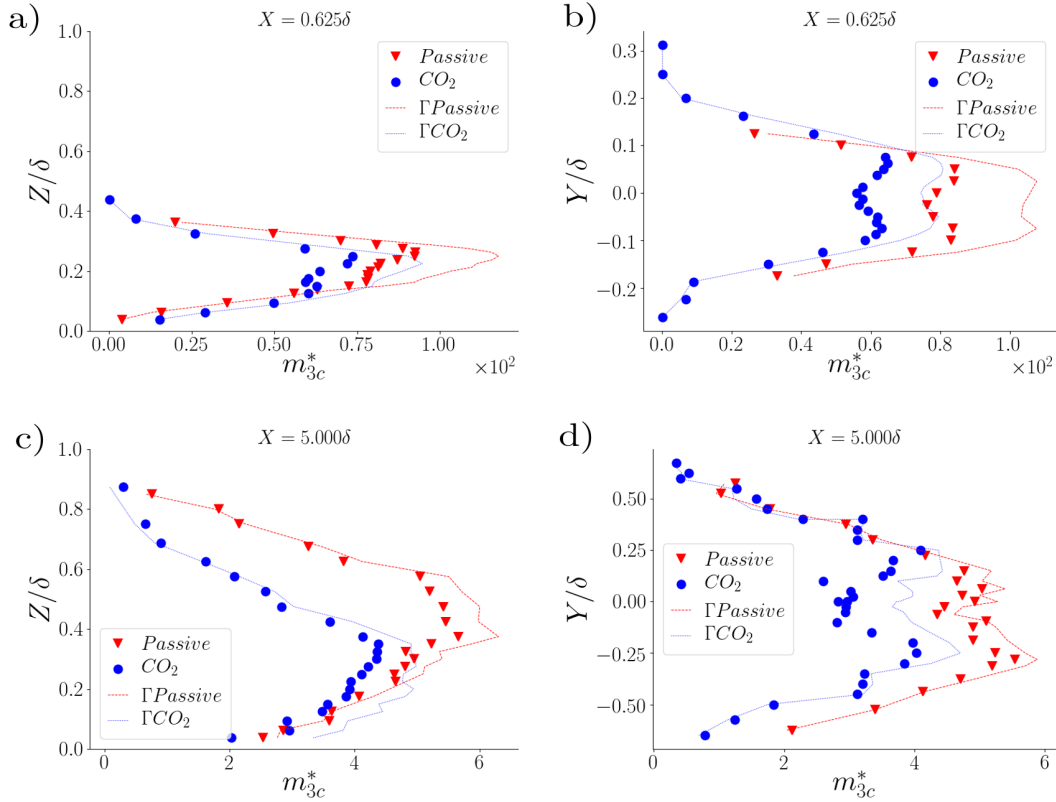 a)
X = 0.625δ
Z/δ
1.0
0.8
0.6
0.4
0.2
0.0
Passive
CO₂
ΓPassive
ΓCO₂
0.00
0.25
0.50
0.75
1.00
×10²
m*₃c
b)
X = 0.625δ
Y/δ
0.3
0.2
0.1
0.0
−0.1
−0.2
Passive
CO₂
ΓPassive
ΓCO₂
0.0
0.2
0.4
0.6
0.8
1.0
×10²
m*₃c
c)
X = 5.000δ
Z/δ
1.0
0.8
0.6
0.4
0.2
0.0
Passive
CO₂
ΓPassive
ΓCO₂
0
2
4
6
m*₃c
d)
X = 5.000δ
Y/δ
0.50
0.25
0.00
−0.25
−0.50
Passive
CO₂
ΓPassive
ΓCO₂
0
2
4
6
m*₃c